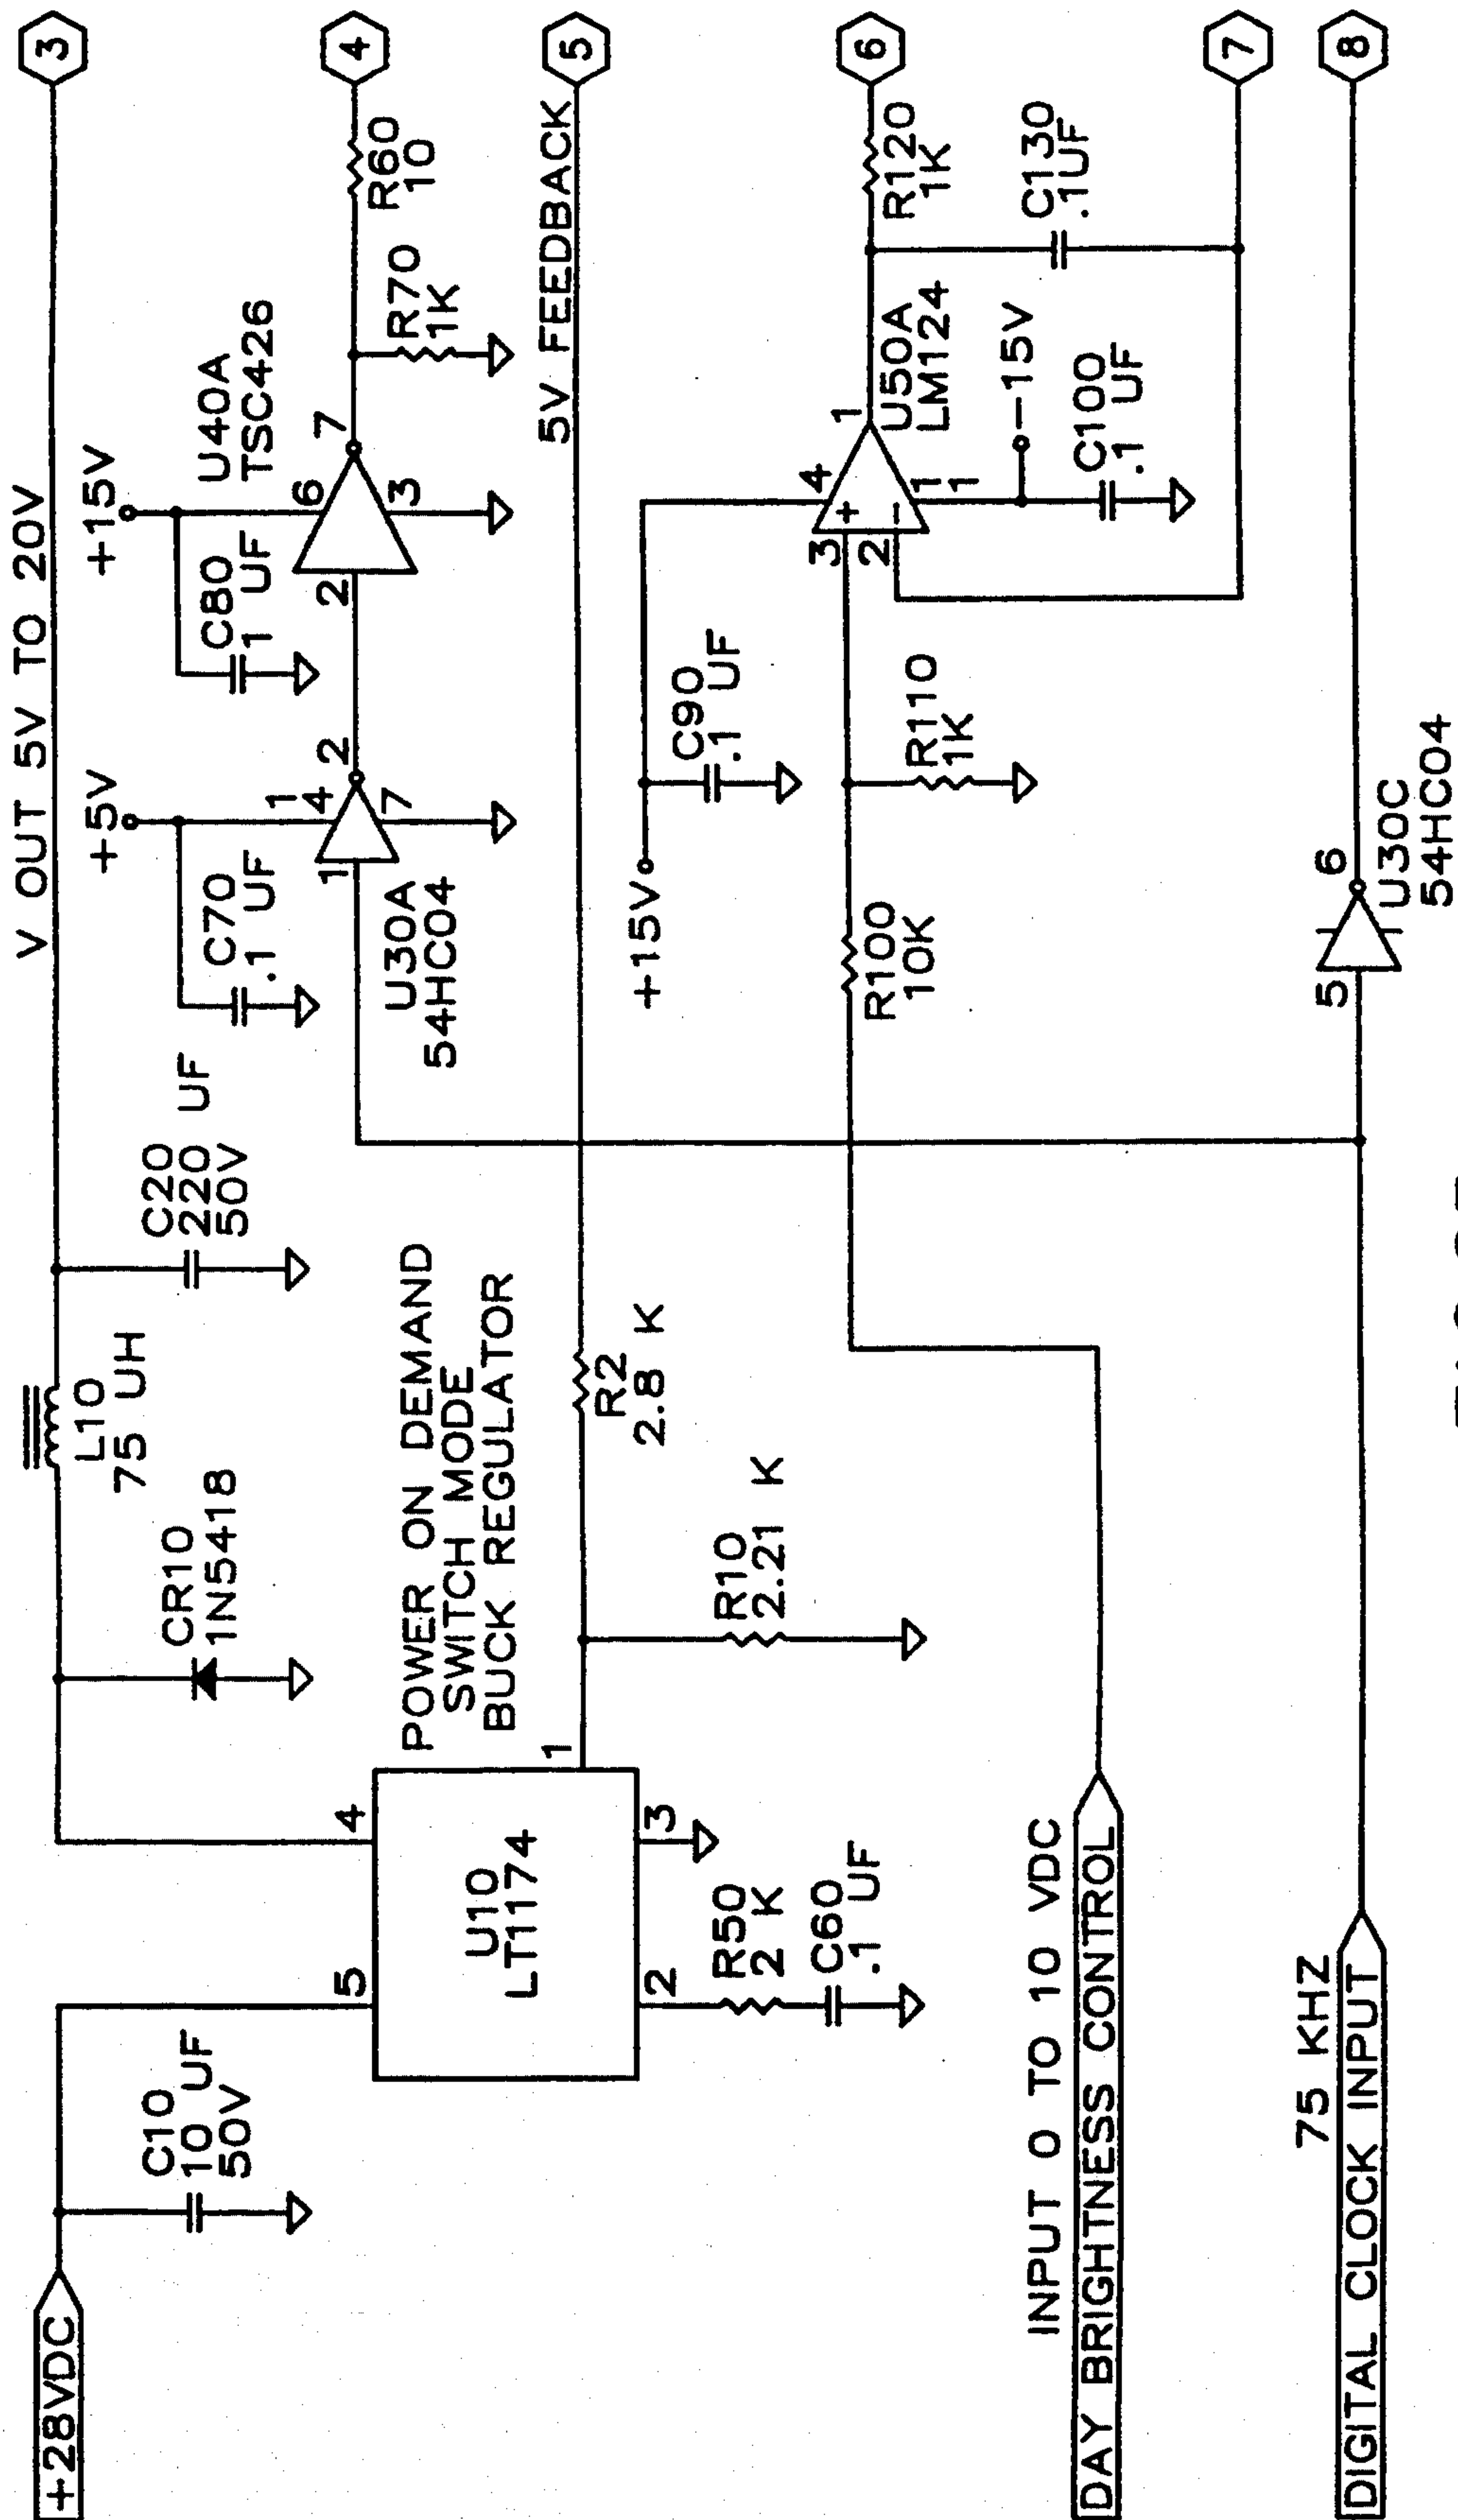 +28VDC
C10
10 UF
50V
5
4
U10
LT1174
1
2
3
R50
2 K
C60
.1 UF
CR10
1N5418
L10
75 UH
C20
220 UF
50V
V OUT 5V TO 20V
3
POWER ON DEMAND
SWITCH MODE
BUCK REGULATOR
R10
2.21 K
R2
2.8 K
5V FEEDBACK
5
+5V
C70
.1 UF
1
14
2
7
U30A
54HC04
+15V
C80
1 UF
2
6
7
3
U40A
TSC426
R70
1K
R60
10
4
INPUT 0 TO 10 VDC
DAY BRIGHTNESS CONTROL
R100
10K
R110
1K
+15V
C90
.1 UF
3
2
4
1
11
+
-
U50A
LM124
-15V
C100
.1 UF
R120
1K
C130
.1UF
6
7
75 KHZ
DIGITAL CLOCK INPUT
5
6
U30C
54HC04
8